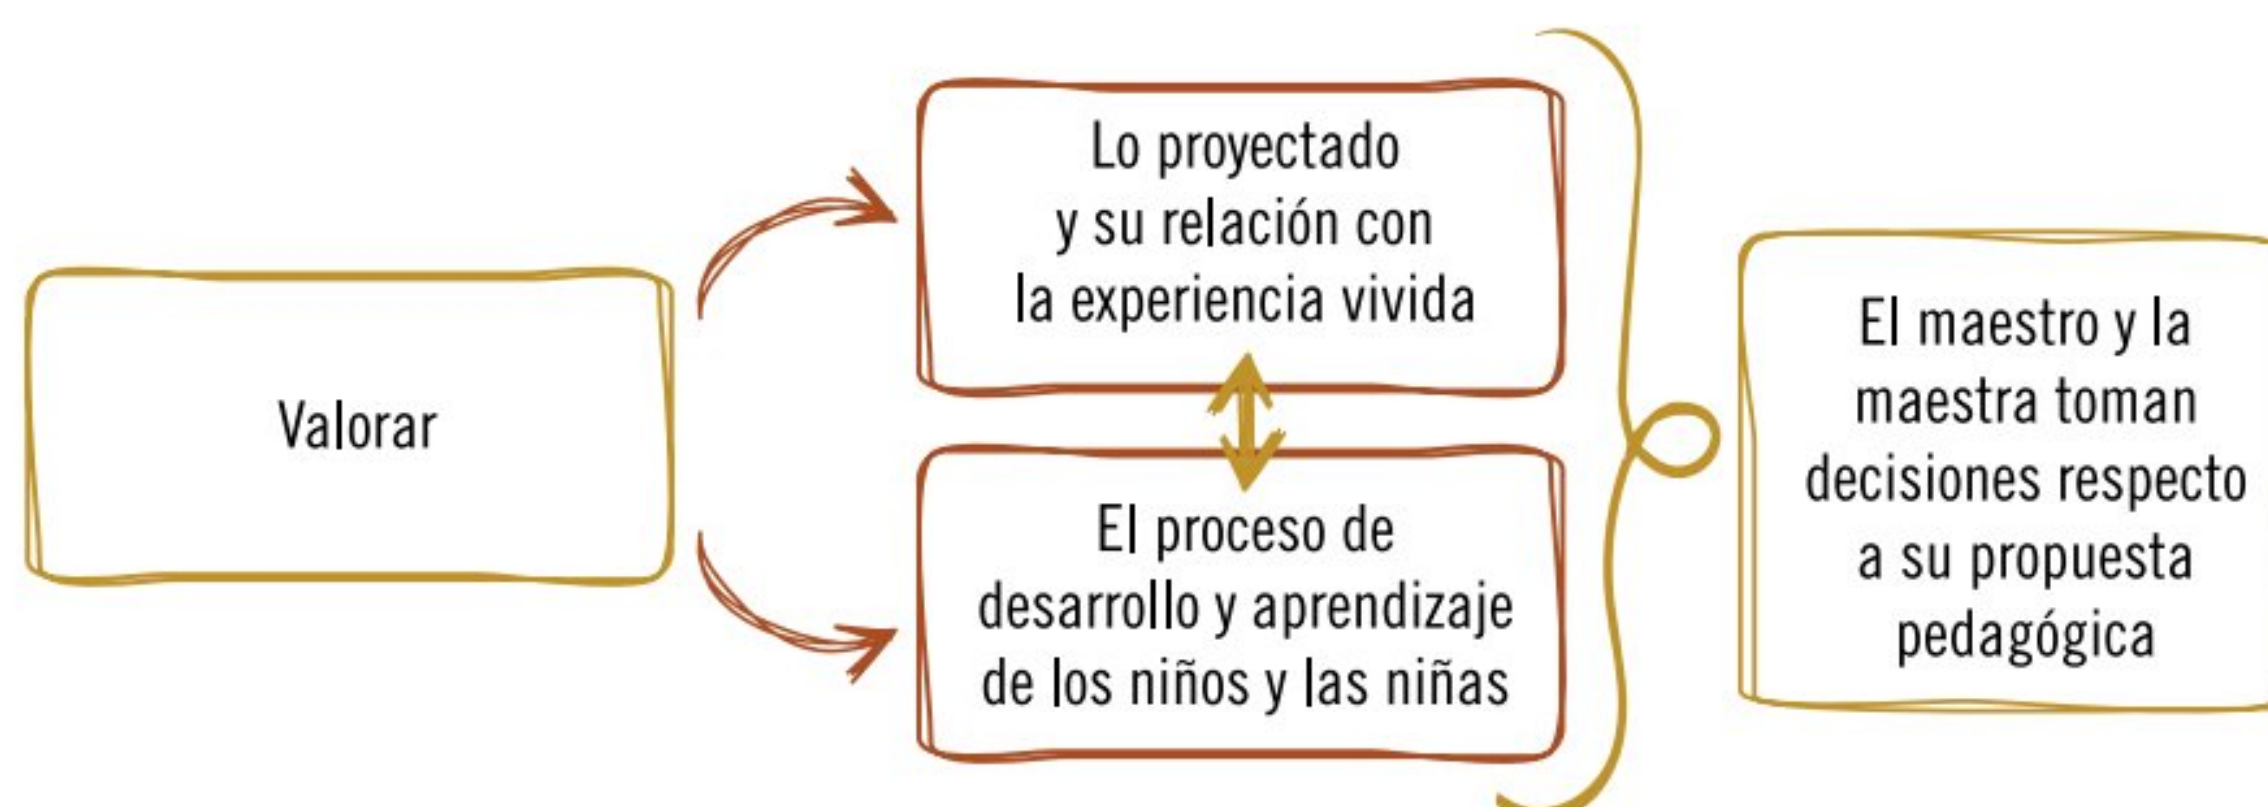 Valorar
Lo proyectado
y su relación con
la experiencia vivida
El proceso de
desarrollo y aprendizaje
de los niños y las niñas
El maestro y la
maestra toman
decisiones respecto
a su propuesta
pedagógica